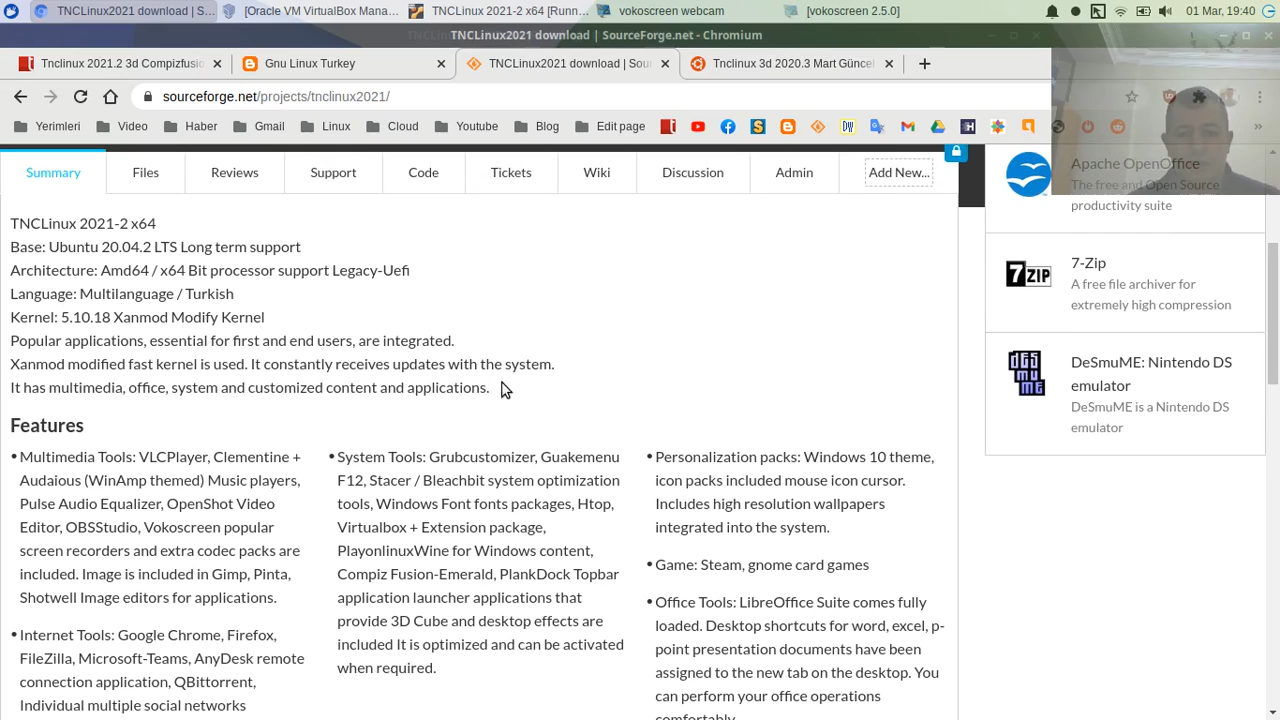 TNCLinux2021 download | S...
[Oracle VM VirtualBox Mana...
TNCLinux 2021-2 x64 [Runn...
vokoscreen webcam
[vokoscreen 2.5.0]
01 Mar, 19:40
TNCLinux2021 download | SourceForge.net - Chromium
Tnclinux 2021.2 3d Compizfusio
Gnu Linux Turkey
TNCLinux2021 download | Sour
Tnclinux 3d 2020.3 Mart Güncel
sourceforge.net/projects/tnclinux2021/
Yerimleri
Video
Haber
Gmail
Linux
Cloud
Youtube
Blog
Edit page
Summary
Files
Reviews
Support
Code
Tickets
Wiki
Discussion
Admin
Add New...
TNCLinux 2021-2 x64
Base: Ubuntu 20.04.2 LTS Long term support
Architecture: Amd64 / x64 Bit processor support Legacy-Uefi
Language: Multilanguage / Turkish
Kernel: 5.10.18 Xanmod Modify Kernel
Popular applications, essential for first and end users, are integrated.
Xanmod modified fast kernel is used. It constantly receives updates with the system.
It has multimedia, office, system and customized content and applications.
Features
• Multimedia Tools: VLCPlayer, Clementine +
Audaious (WinAmp themed) Music players,
Pulse Audio Equalizer, OpenShot Video
Editor, OBSStudio, Vokoscreen popular
screen recorders and extra codec packs are
included. Image is included in Gimp, Pinta,
Shotwell Image editors for applications.
• Internet Tools: Google Chrome, Firefox,
FileZilla, Microsoft-Teams, AnyDesk remote
connection application, QBittorrent,
Individual multiple social networks
• System Tools: Grubcustomizer, Guakemenu
F12, Stacer / Bleachbit system optimization
tools, Windows Font fonts packages, Htop,
Virtualbox + Extension package,
PlayonlinuxWine for Windows content,
Compiz Fusion-Emerald, PlankDock Topbar
application launcher applications that
provide 3D Cube and desktop effects are
included It is optimized and can be activated
when required.
• Personalization packs: Windows 10 theme,
icon packs included mouse icon cursor.
Includes high resolution wallpapers
integrated into the system.
• Game: Steam, gnome card games
• Office Tools: LibreOffice Suite comes fully
loaded. Desktop shortcuts for word, excel, p-
point presentation documents have been
assigned to the new tab on the desktop. You
can perform your office operations
comfortably.
Apache OpenOffice
The free and Open Source
productivity suite
7ZIP
7-Zip
A free file archiver for
extremely high compression
DeSmuME: Nintendo DS
emulator
DeSmuME is a Nintendo DS
emulator